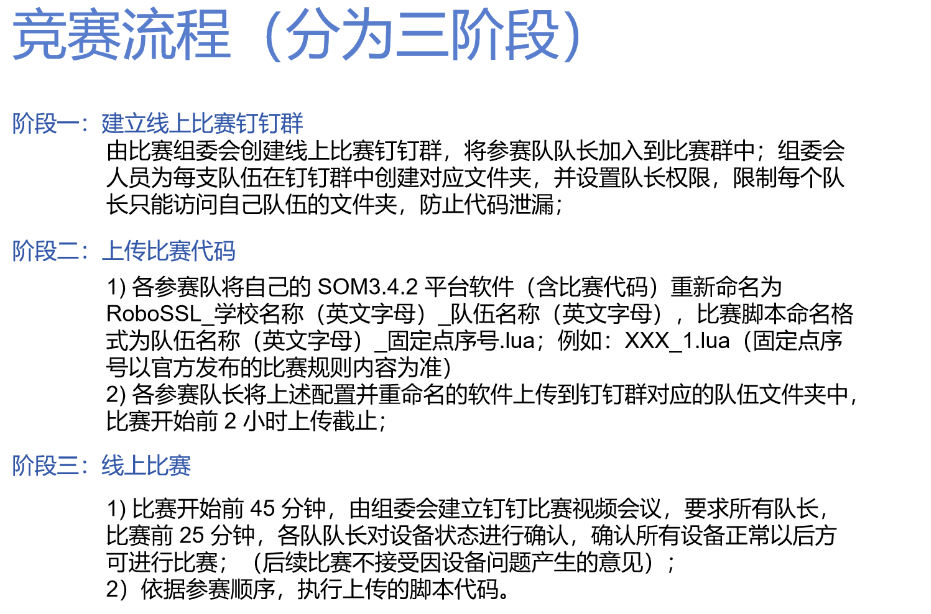 竞赛流程（分为三阶段）
阶段一：建立线上比赛钉钉群
由比赛组委会创建线上比赛钉钉群，将参赛队队长加入到比赛群中；组委会
人员为每支队伍在钉钉群中创建对应文件夹，并设置队长权限，限制每个队
长只能访问自己队伍的文件夹，防止代码泄漏；
阶段二：上传比赛代码
1) 各参赛队将自己的 SOM3.4.2 平台软件（含比赛代码）重新命名为
RoboSSL_学校名称（英文字母）_队伍名称（英文字母），比赛脚本命名格
式为队伍名称（英文字母）_固定点序号.lua；例如：XXX_1.lua（固定点序
号以官方发布的比赛规则内容为准）
2) 各参赛队长将上述配置并重命名的软件上传到钉钉群对应的队伍文件夹中，
比赛开始前 2 小时上传截止；
阶段三：线上比赛
1) 比赛开始前 45 分钟，由组委会建立钉钉比赛视频会议，要求所有队长，
比赛前 25 分钟，各队队长对设备状态进行确认，确认所有设备正常以后方
可进行比赛；（后续比赛不接受因设备问题产生的意见）；
2）依据参赛顺序，执行上传的脚本代码。